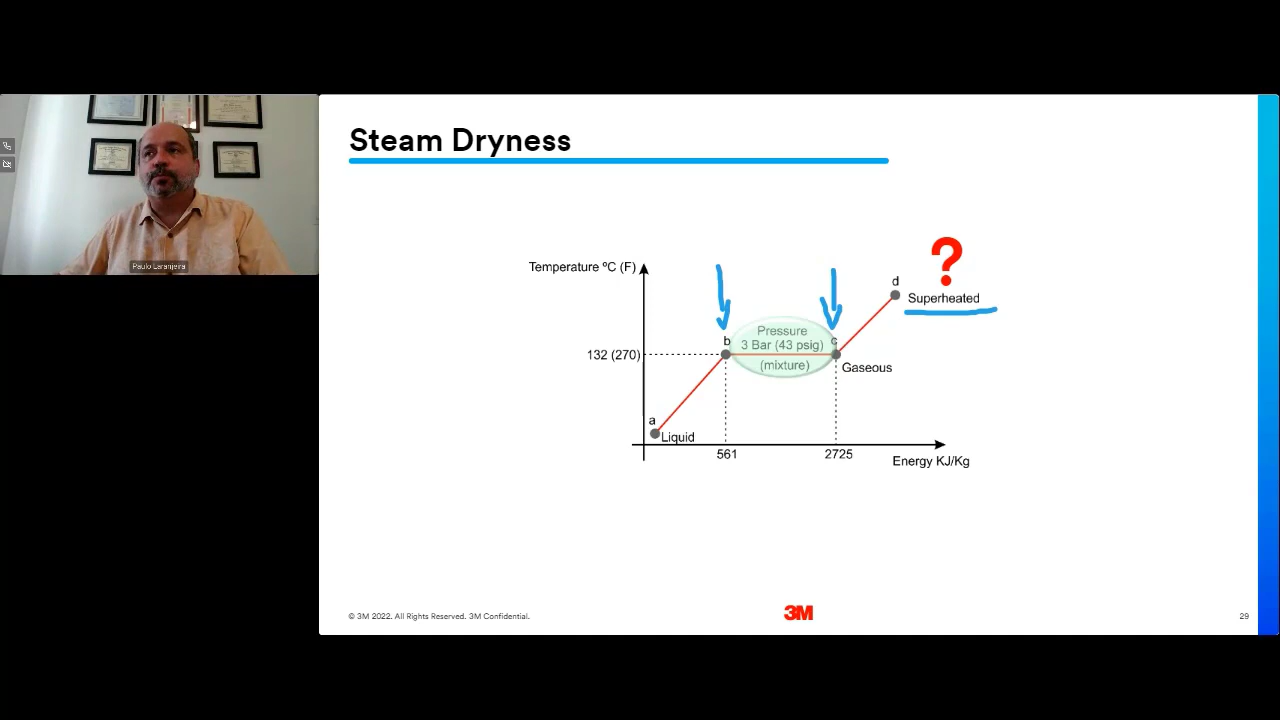 Steam Dryness
Paulo Laranjeira
Temperature ºC (F)
?
d
Superheated
Pressure
b
3 Bar (43 psig)
c
132 (270)
(mixture)
Gaseous
a
Liquid
561
2725
Energy KJ/Kg
© 3M 2022. All Rights Reserved. 3M Confidential.
3M
29